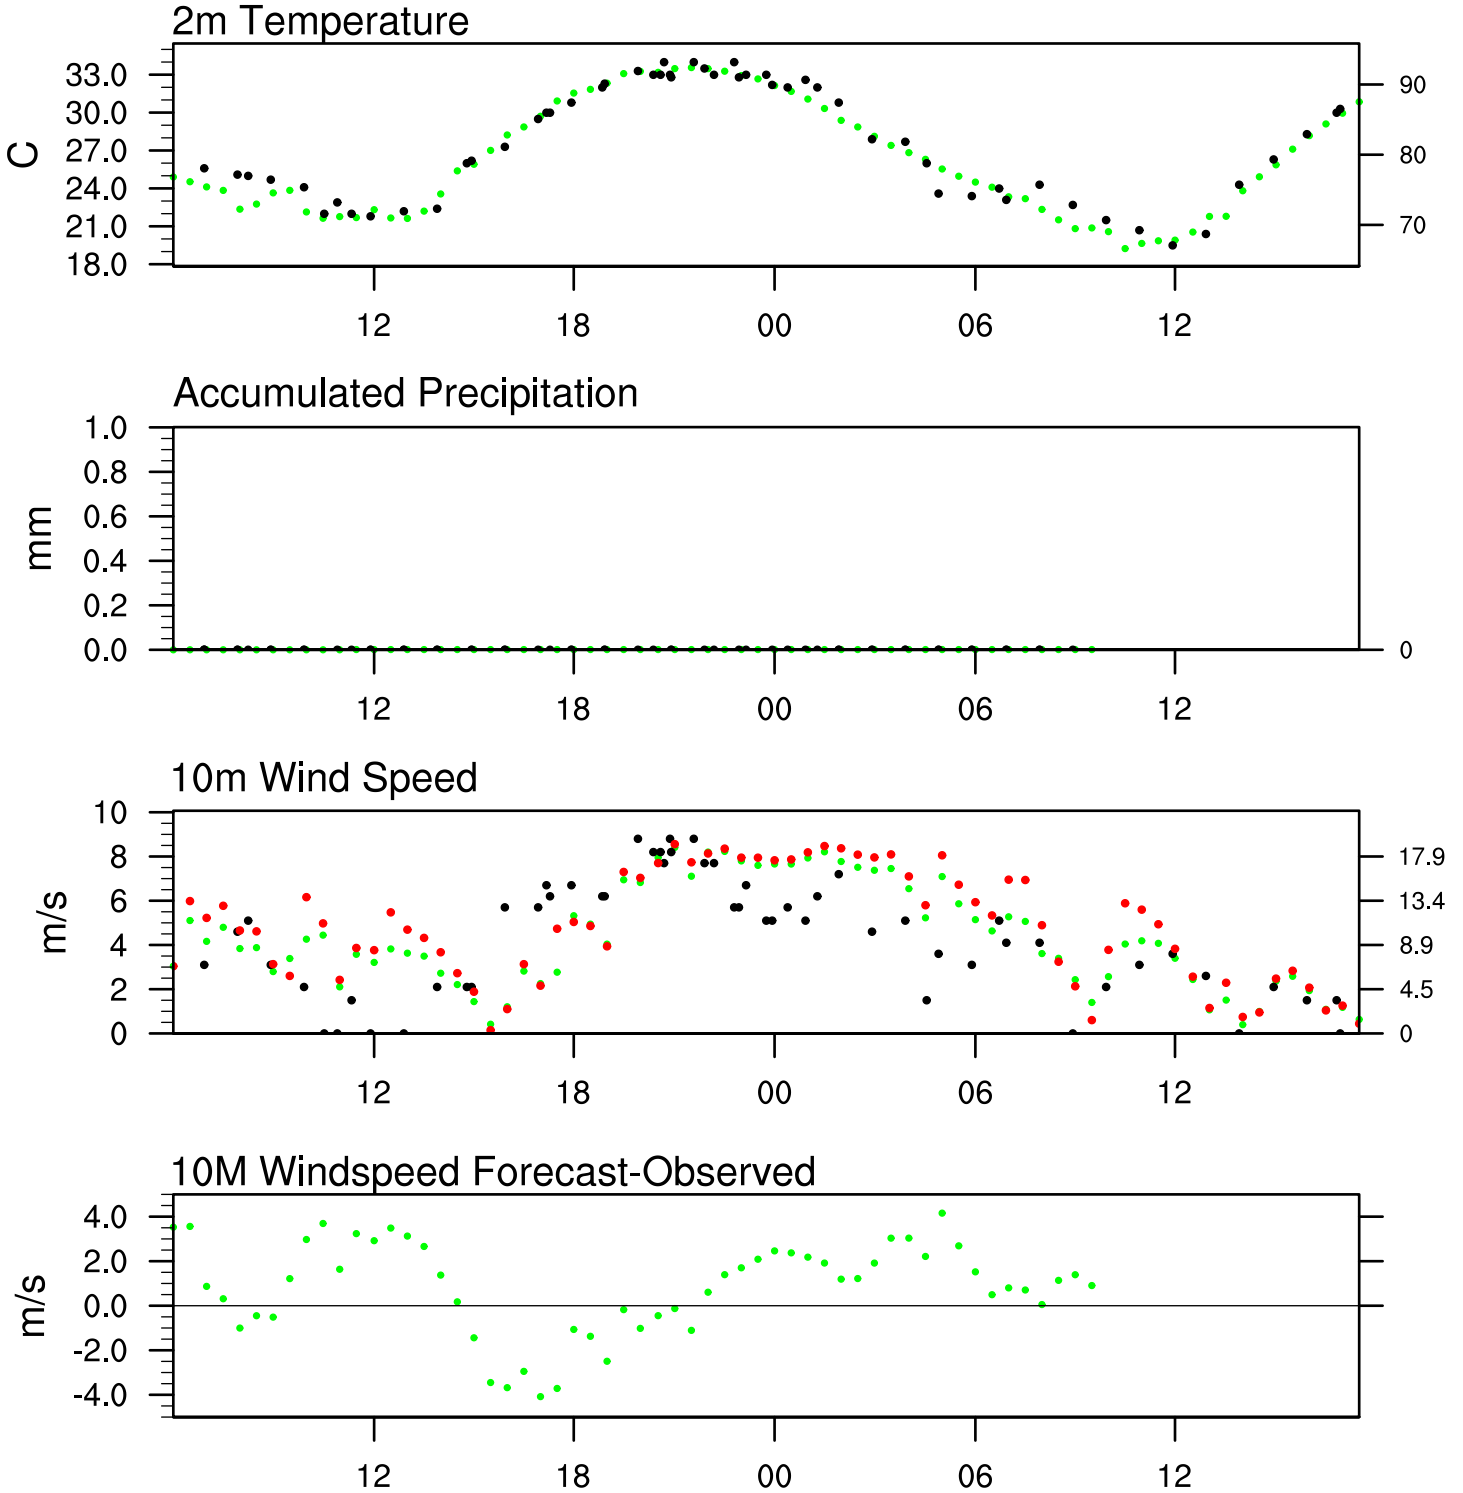 2m Temperature
33.0
30.0
27.0
24.0
21.0
18.0
C
90
80
70
12 18 00 06 12
Accumulated Precipitation
1.0
0.8
0.6
0.4
0.2
0.0
mm
0
12 18 00 06 12
10m Wind Speed
10
8
6
4
2
0
m/s
17.9
13.4
8.9
4.5
0
12 18 00 06 12
10M Windspeed Forecast-Observed
4.0
2.0
0.0
-2.0
-4.0
m/s
12 18 00 06 12